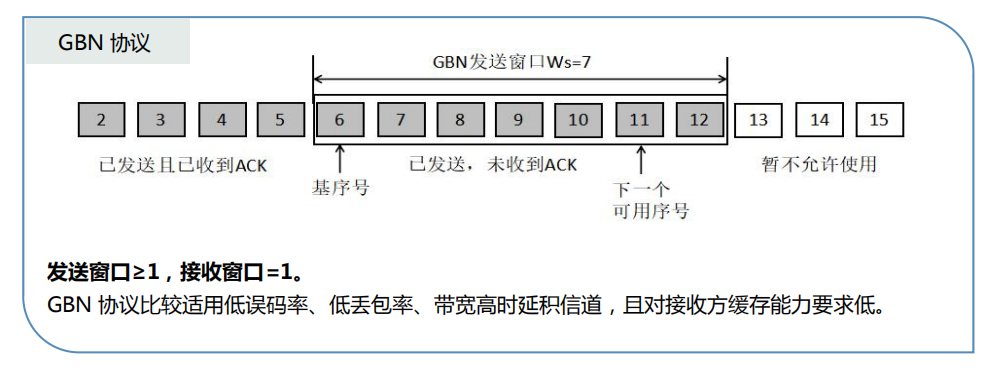 GBN 协议
GBN发送窗口Ws=7
2 3 4 5 6 7 8 9 10 11 12 13 14 15
已发送且已收到ACK 已发送，未收到ACK 暂不允许使用
基序号 下一个
可用序号
发送窗口≥1，接收窗口=1。
GBN 协议比较适用低误码率、低丢包率、带宽高时延积信道，且对接收方缓存能力要求低。